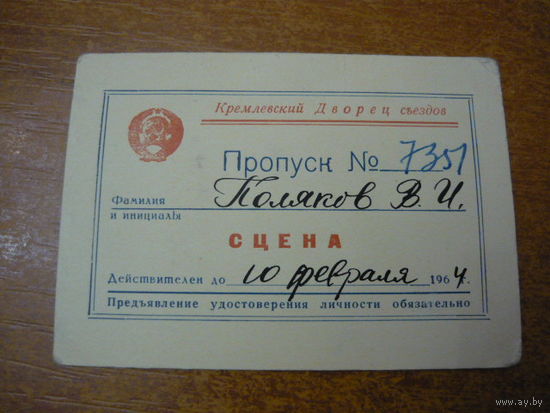 Кремлевский Дворец съездов
Пропуск № 7351
Фамилия
и инициалы Поляков В. И.
СЦЕНА
Действителен до 10 февраля 1964 г.
Предъявление удостоверения личности обязательно
www.ay.by